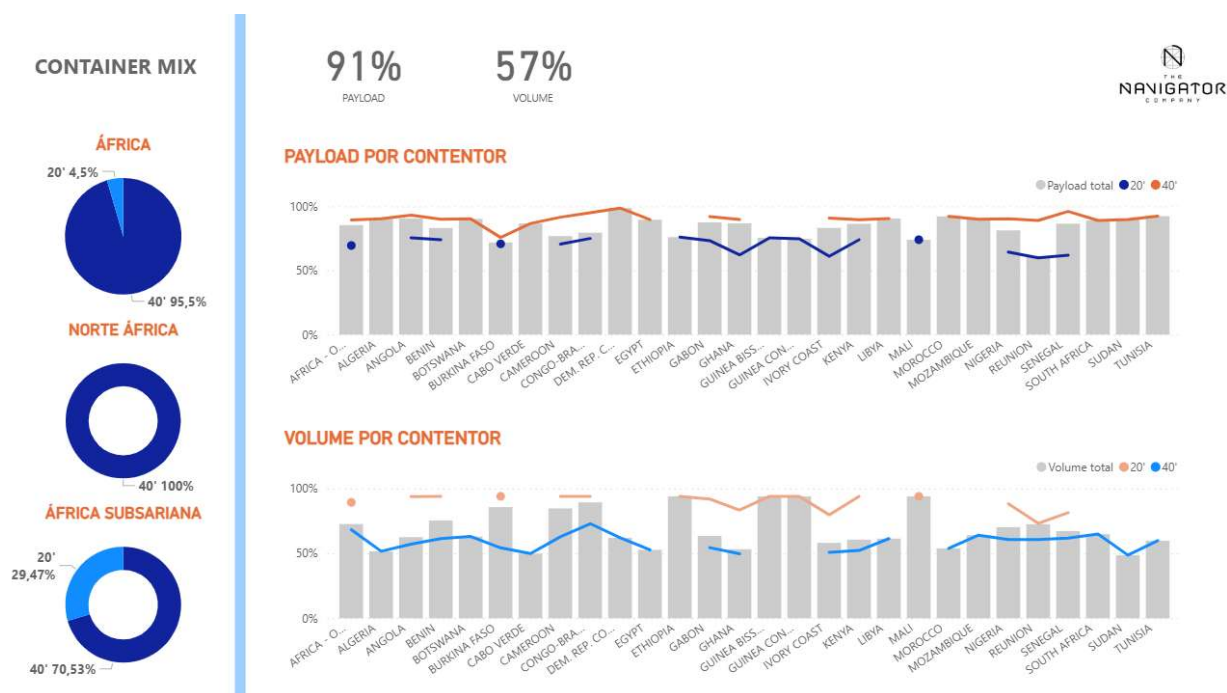 CONTAINER MIX
ÁFRICA
20' 4,5%
40' 95,5%
NORTE ÁFRICA
40' 100%
ÁFRICA SUBSARIANA
20'
29,47%
40' 70,53%
91%
PAYLOAD
57%
VOLUME
THE
NAVIGATOR
COMPANY
PAYLOAD POR CONTENTOR
Payload total 20' 40'
100%
50%
0%
AFRICA - O...
ALGERIA
ANGOLA
BENIN
BOTSWANA
BURKINA FASO
CABO VERDE
CAMEROON
CONGO-BRA...
DEM. REP. C...
EGYPT
ETHIOPIA
GABON
GHANA
GUINEA BISS...
GUINEA CON...
IVORY COAST
KENYA
LIBYA
MALI
MOROCCO
MOZAMBIQUE
NIGERIA
REUNION
SENEGAL
SOUTH AFRICA
SUDAN
TUNISIA
VOLUME POR CONTENTOR
Volume total 20' 40'
100%
50%
0%
AFRICA - O...
ALGERIA
ANGOLA
BENIN
BOTSWANA
BURKINA FASO
CABO VERDE
CAMEROON
CONGO-BRA...
DEM. REP. CO...
EGYPT
ETHIOPIA
GABON
GHANA
GUINEA BISS...
GUINEA CON...
IVORY COAST
KENYA
LIBYA
MALI
MOROCCO
MOZAMBIQUE
NIGERIA
REUNION
SENEGAL
SOUTH AFRICA
SUDAN
TUNISIA